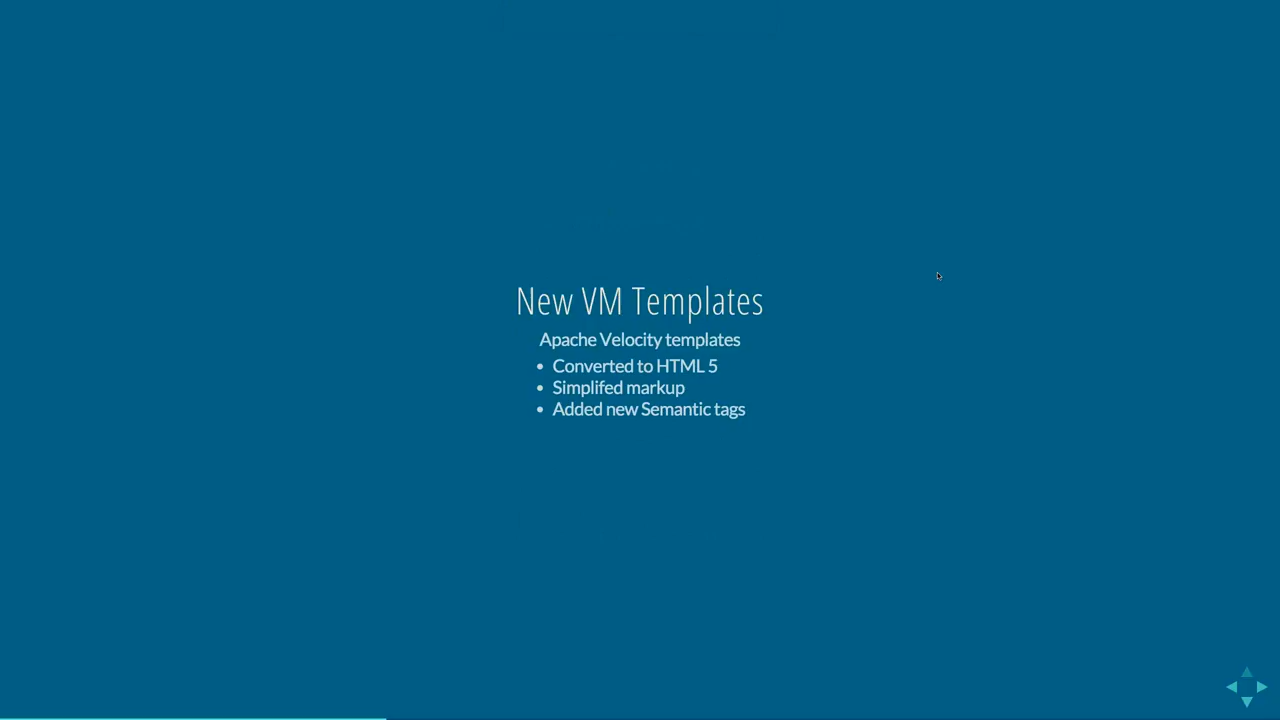 New VM Templates
Apache Velocity templates
• Converted to HTML 5
• Simplifed markup
• Added new Semantic tags